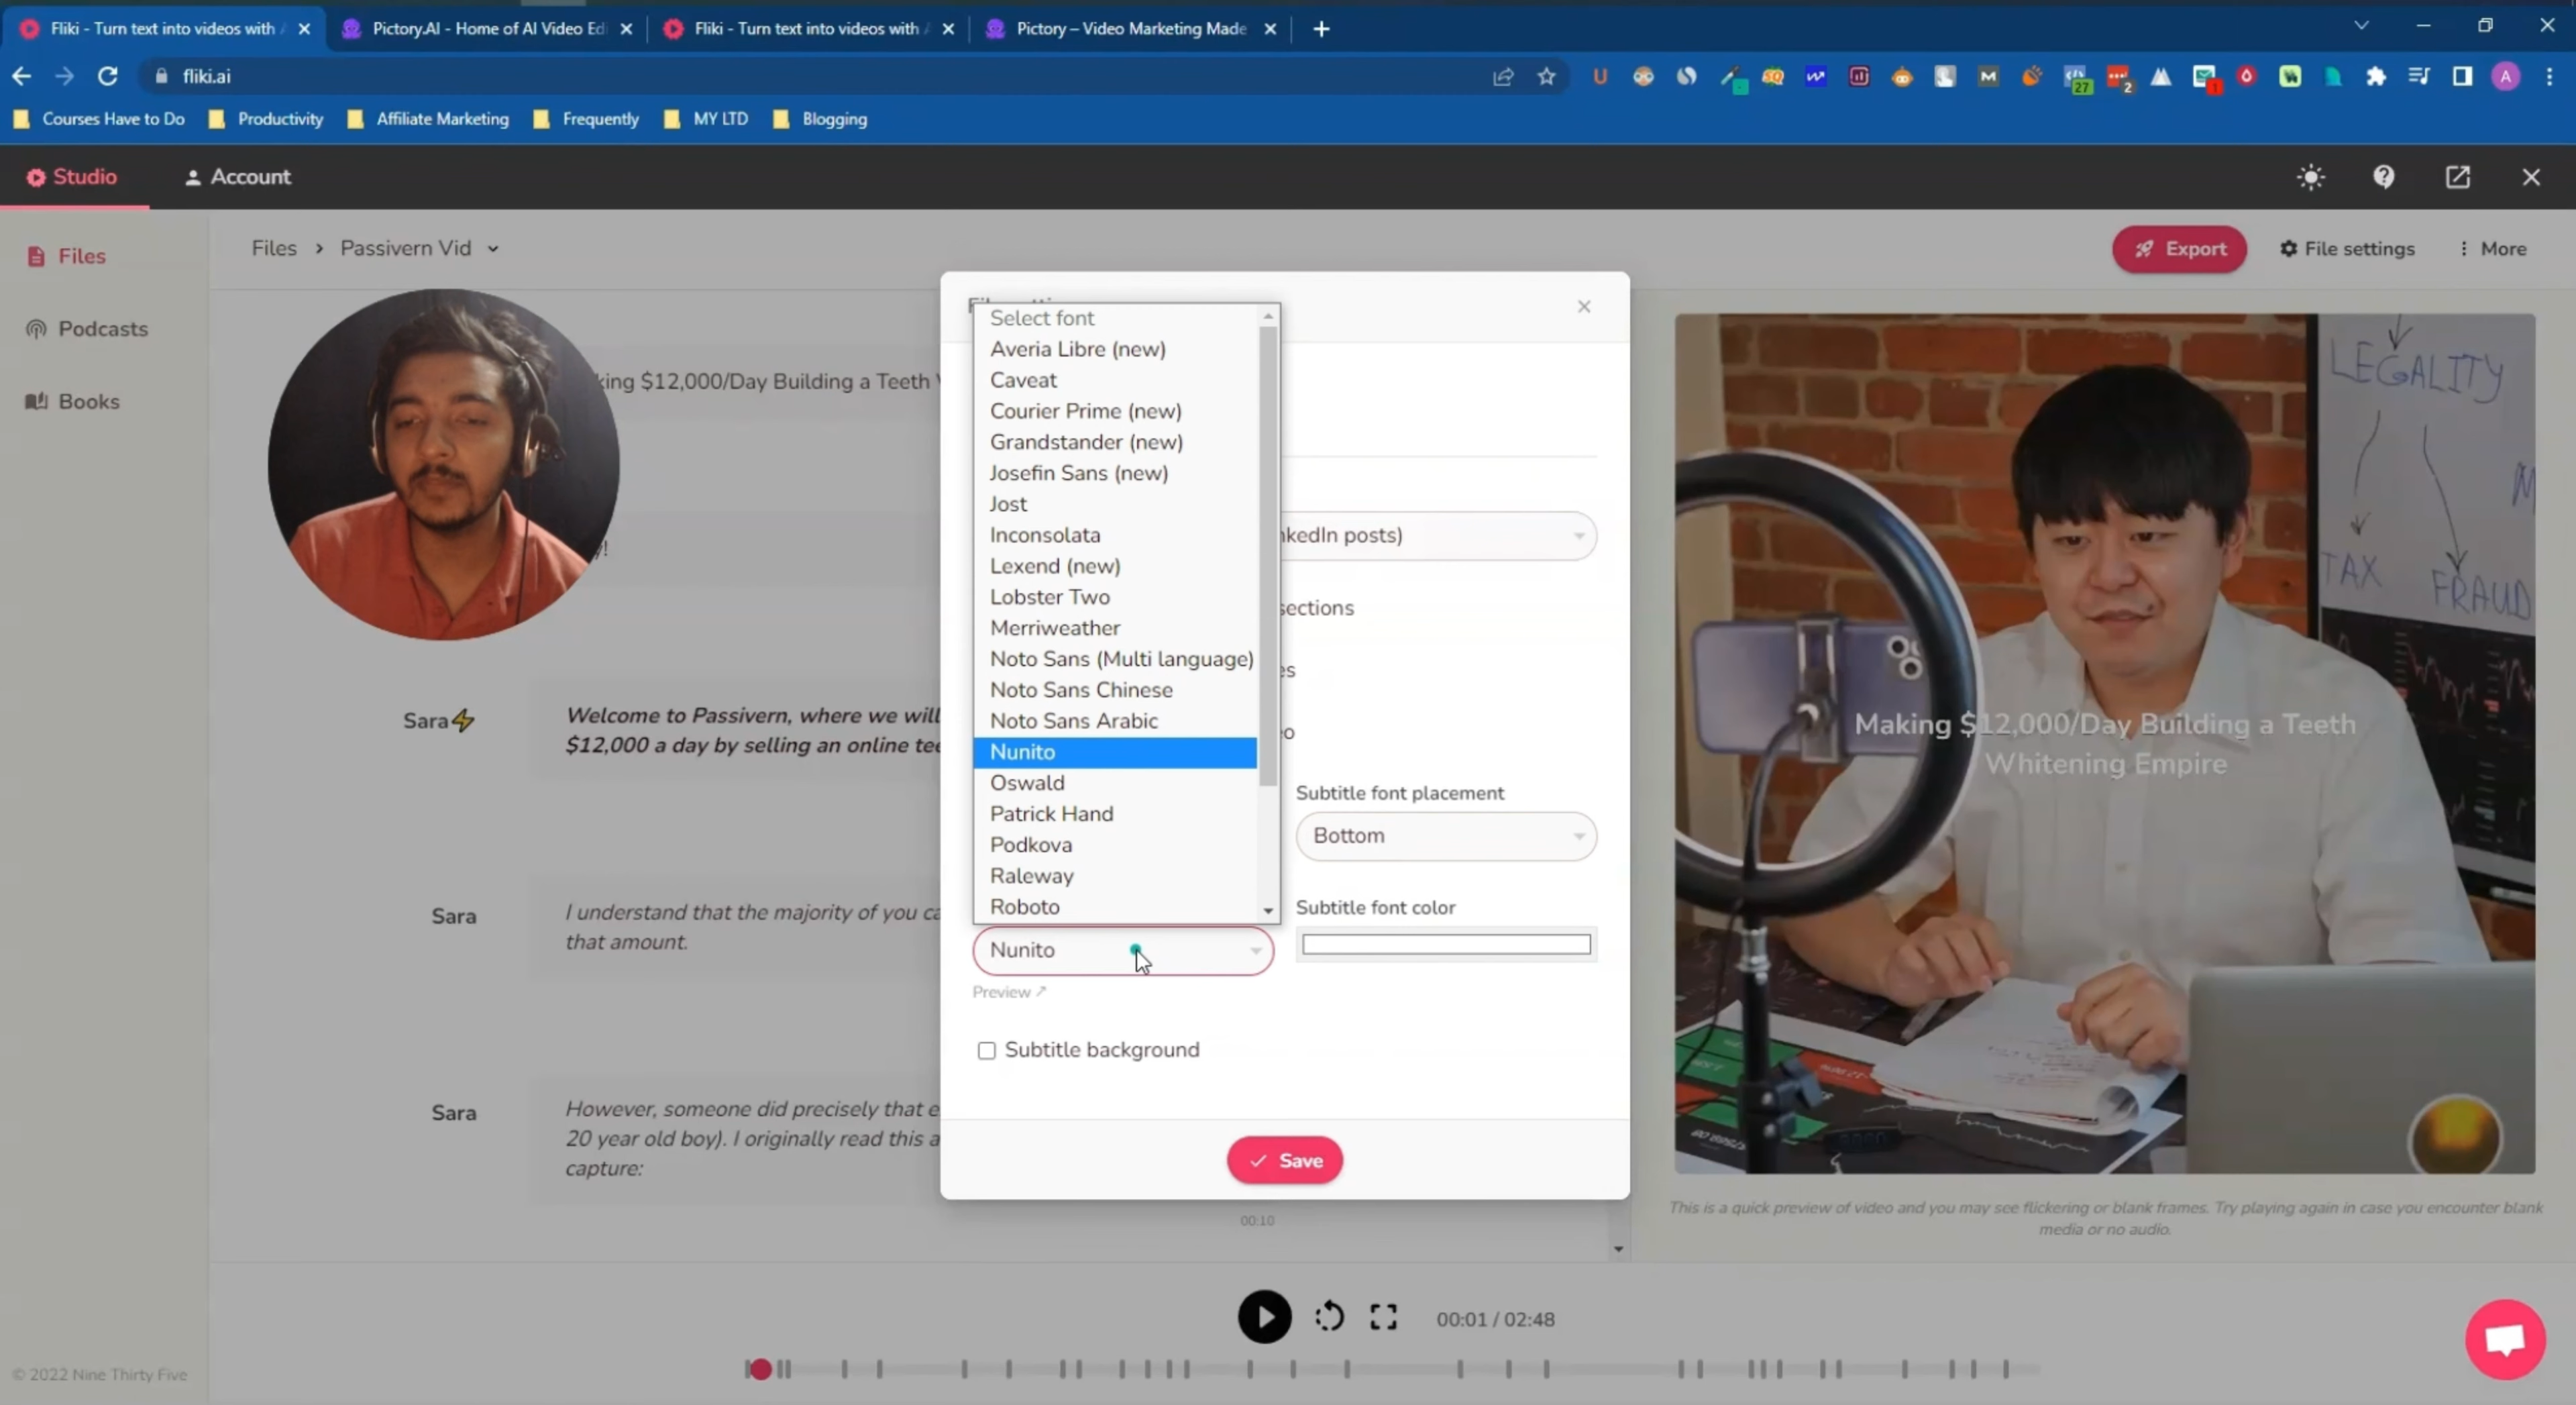 Fliki - Turn text into videos with
Pictory.AI - Home of AI Video Edi
Fliki - Turn text into videos with
Pictory – Video Marketing Made
fliki.ai
27
2
1
A
Courses Have to Do
Productivity
Affiliate Marketing
Frequently
MY LTD
Blogging
Studio
Account
Files
Podcasts
Books
Files > Passivern Vid
Export
File settings
More
king $12,000/Day Building a Teeth
y!
Sara
Welcome to Passivern, where we will
$12,000 a day by selling an online tee
Sara
I understand that the majority of you ca
that amount.
Sara
However, someone did precisely that e
20 year old boy). I originally read this a
capture:
Select font
Averia Libre (new)
Caveat
Courier Prime (new)
Grandstander (new)
Josefin Sans (new)
Jost
Inconsolata
Lexend (new)
Lobster Two
Merriweather
Noto Sans (Multi language)
Noto Sans Chinese
Noto Sans Arabic
Nunito
Oswald
Patrick Hand
Podkova
Raleway
Roboto
nkedIn posts)
sections
es
eo
Subtitle font placement
Bottom
Subtitle font color
Nunito
Preview ↗
Subtitle background
Save
00:10
LEGALITY
TAX
FRAUD
Making $12,000/Day Building a Teeth
Whitening Empire
This is a quick preview of video and you may see flickering or blank frames. Try playing again in case you encounter blank
media or no audio.
00:01 / 02:48
© 2022 Nine Thirty Five